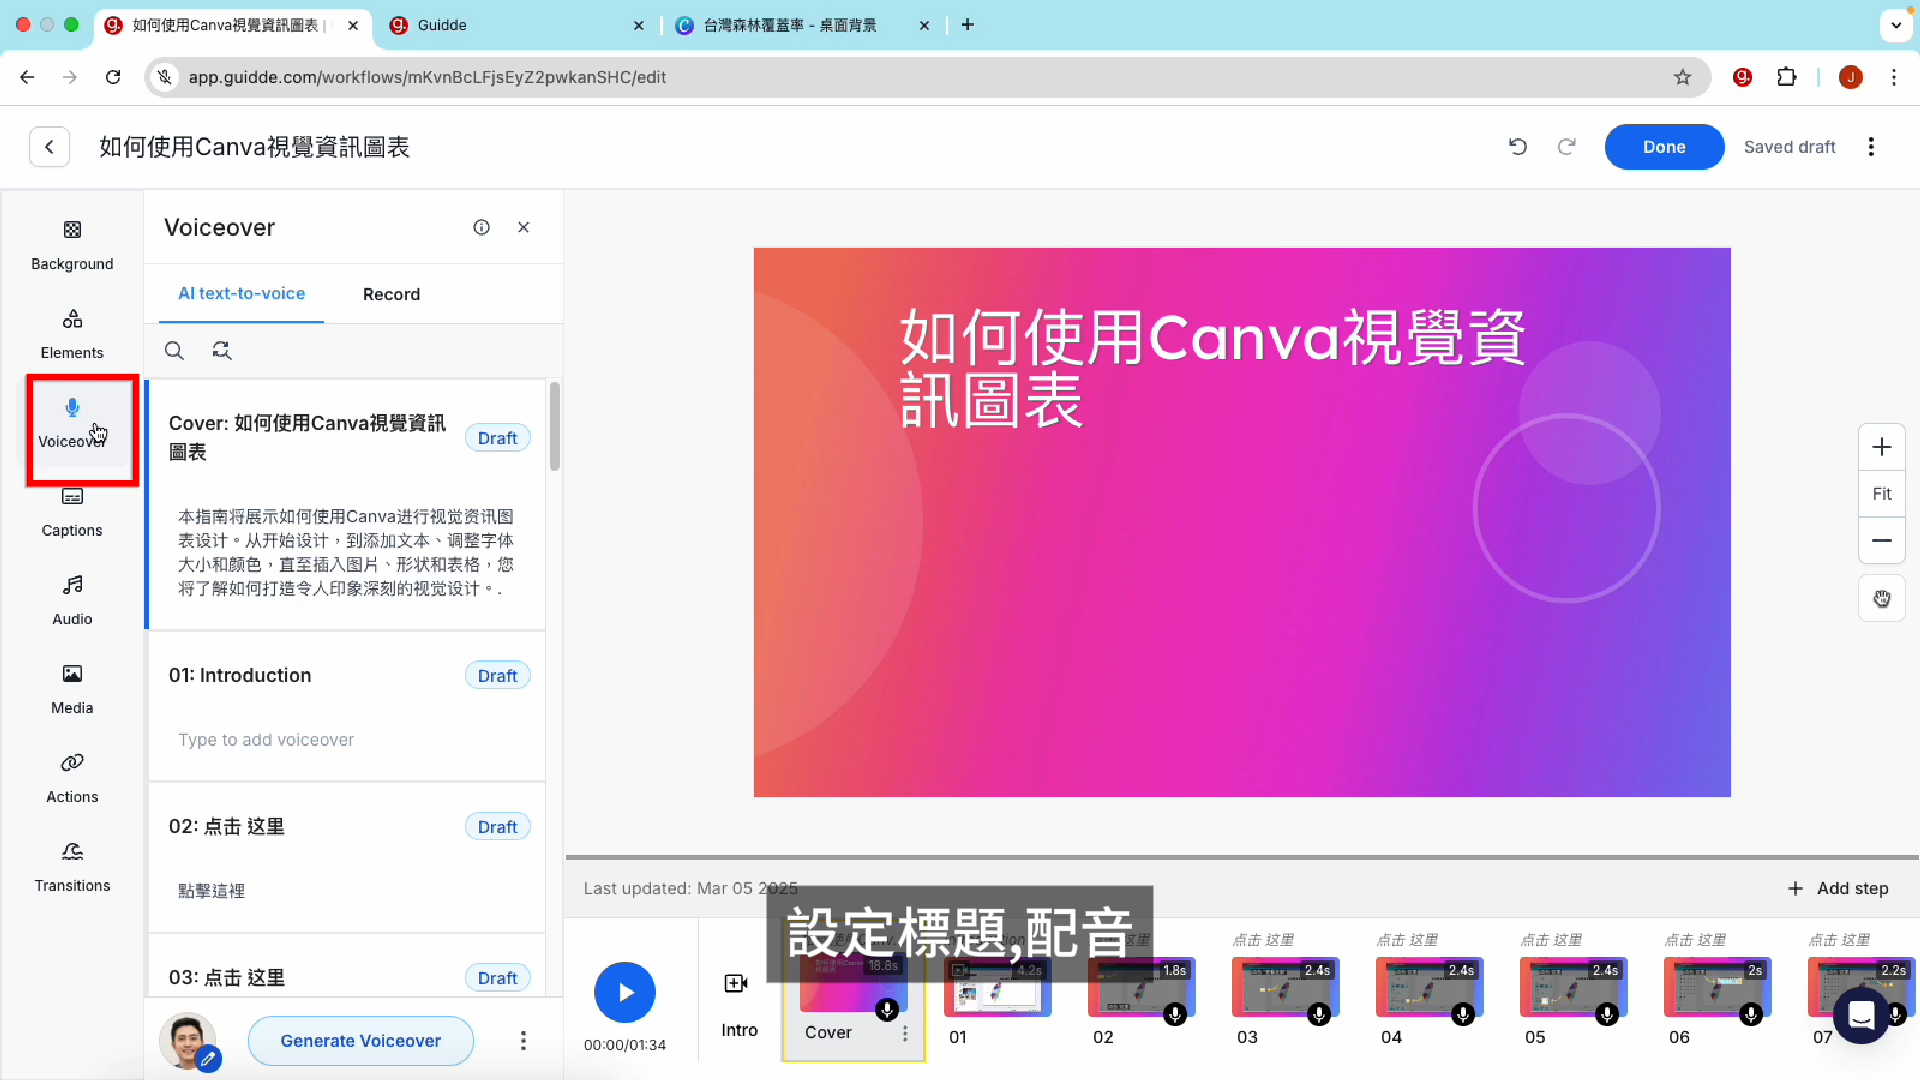 如何使用Canva視覺資訊圖表 |
Guidde
台灣森林覆蓋率 - 桌面背景
app.guidde.com/workflows/mKvnBcLFjsEyZ2pwkanSHC/edit
J
如何使用Canva視覺資訊圖表
Done
Saved draft
Background
Elements
Voiceover
Captions
Audio
Media
Actions
Transitions
Voiceover
AI text-to-voice
Record
Cover: 如何使用Canva視覺資訊
圖表
Draft
本指南将展示如何使用Canva进行视觉资讯图
表设计。从开始设计，到添加文本、调整字体
大小和颜色，直至插入图片、形状和表格，您
将了解如何打造令人印象深刻的视觉设计。.
01: Introduction
Draft
Type to add voiceover
02: 点击 这里
Draft
點擊這裡
03: 点击 这里
Draft
Generate Voiceover
如何使用Canva視覺資
訊圖表
Fit
Last updated: Mar 05 2025
Add step
設定標題,配音
点击 这里
点击 这里
点击 这里
点击 这里
点击 这里
18.8s
4.2s
1.8s
2.4s
2.4s
2.4s
2s
2.2s
00:00/01:34
Intro
Cover
01
02
03
04
05
06
07